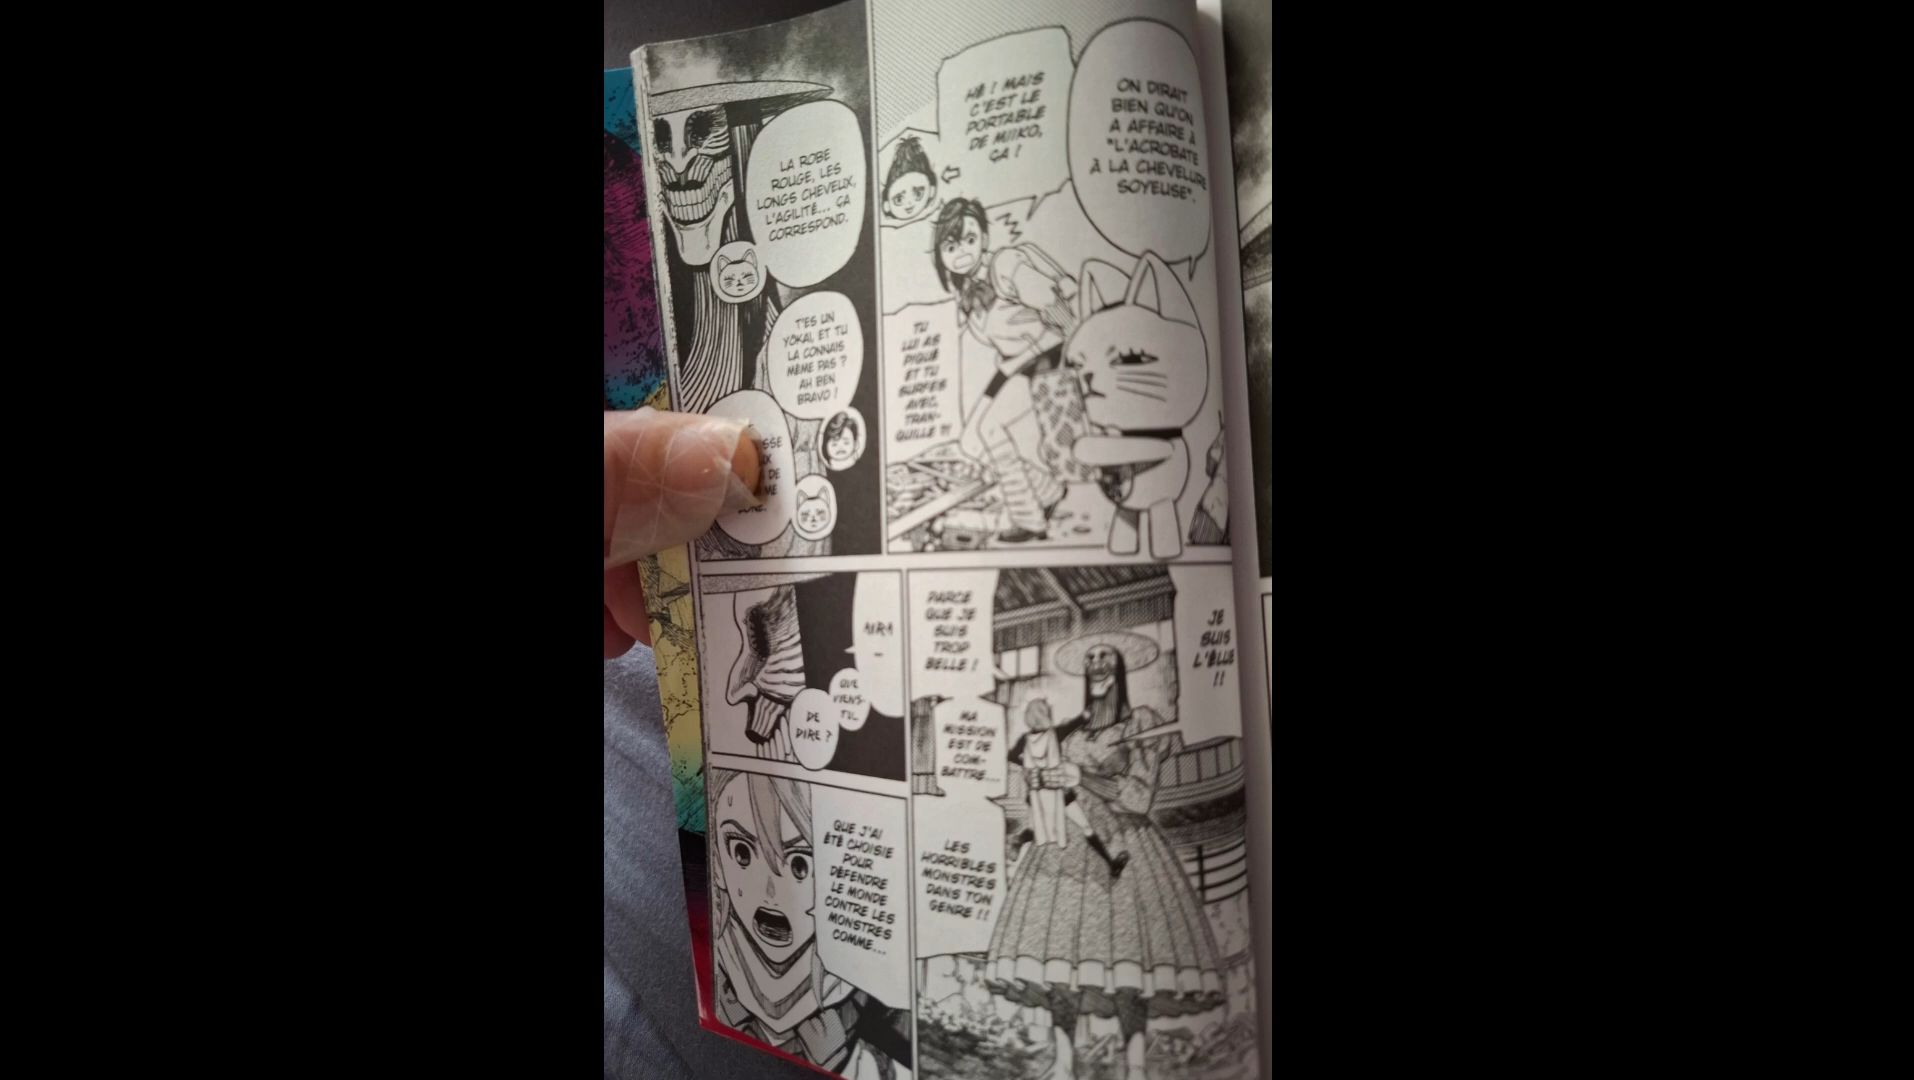 ON DIRAIT
BIEN QU'ON
A AFFAIRE À
"L'ACROBATE
À LA CHEVELURE
SOYEUSE".
HÉ ! MAIS
C'EST LE
PORTABLE
DE MIIKO,
ÇA !
TU
LUI AS
PIQUÉ
ET TU
SURFES
AVEC,
TRAN-
QUILLE ?!
LA ROBE
ROUGE, LES
LONGS CHEVEUX,
L'AGILITÉ... ÇA
CORRESPOND.
T'ES UN
YÔKAI, ET TU
LA CONNAIS
MÊME PAS ?
AH BEN
BRAVO !
DE
JE
SUIS
L'ÉLUE
!!
PARCE
QUE JE
SUIS
TROP
BELLE !
MA
MISSION
EST DE
COM-
BATTRE...
LES
HORRIBLES
MONSTRES
DANS TON
GENRE !!
AIRA
...
QUE
VIENS-
TU...
DE
DIRE ?
QUE J'AI
ÉTÉ CHOISIE
POUR
DÉFENDRE
LE MONDE
CONTRE LES
MONSTRES
COMME...